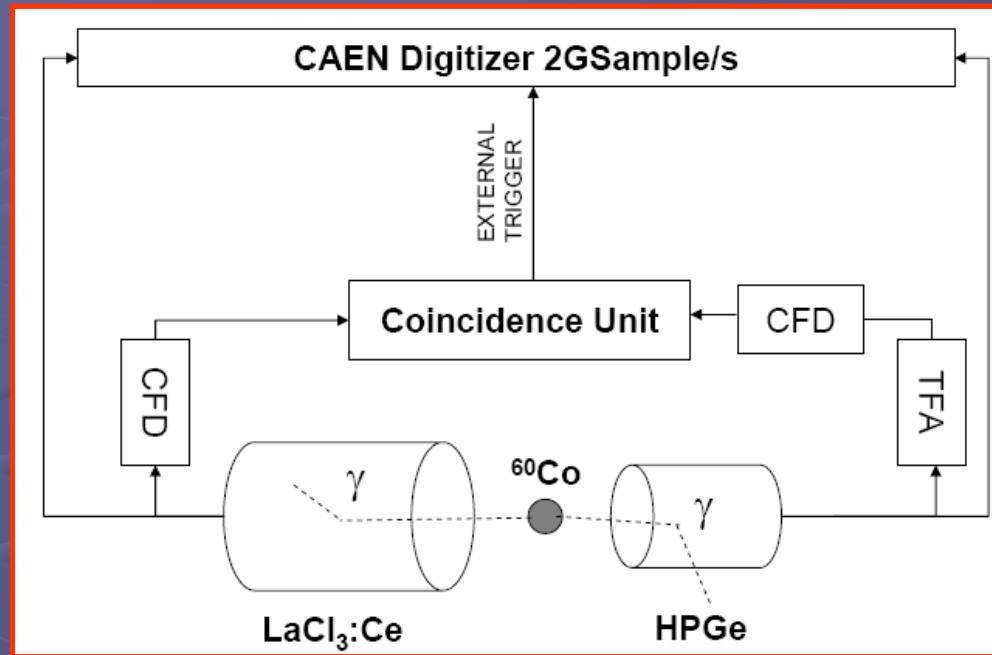 CAEN Digitizer 2GSample/s
EXTERNAL
TRIGGER
Coincidence Unit
CFD
CFD
TFA
γ
⁶⁰Co
γ
LaCl₃:Ce
HPGe